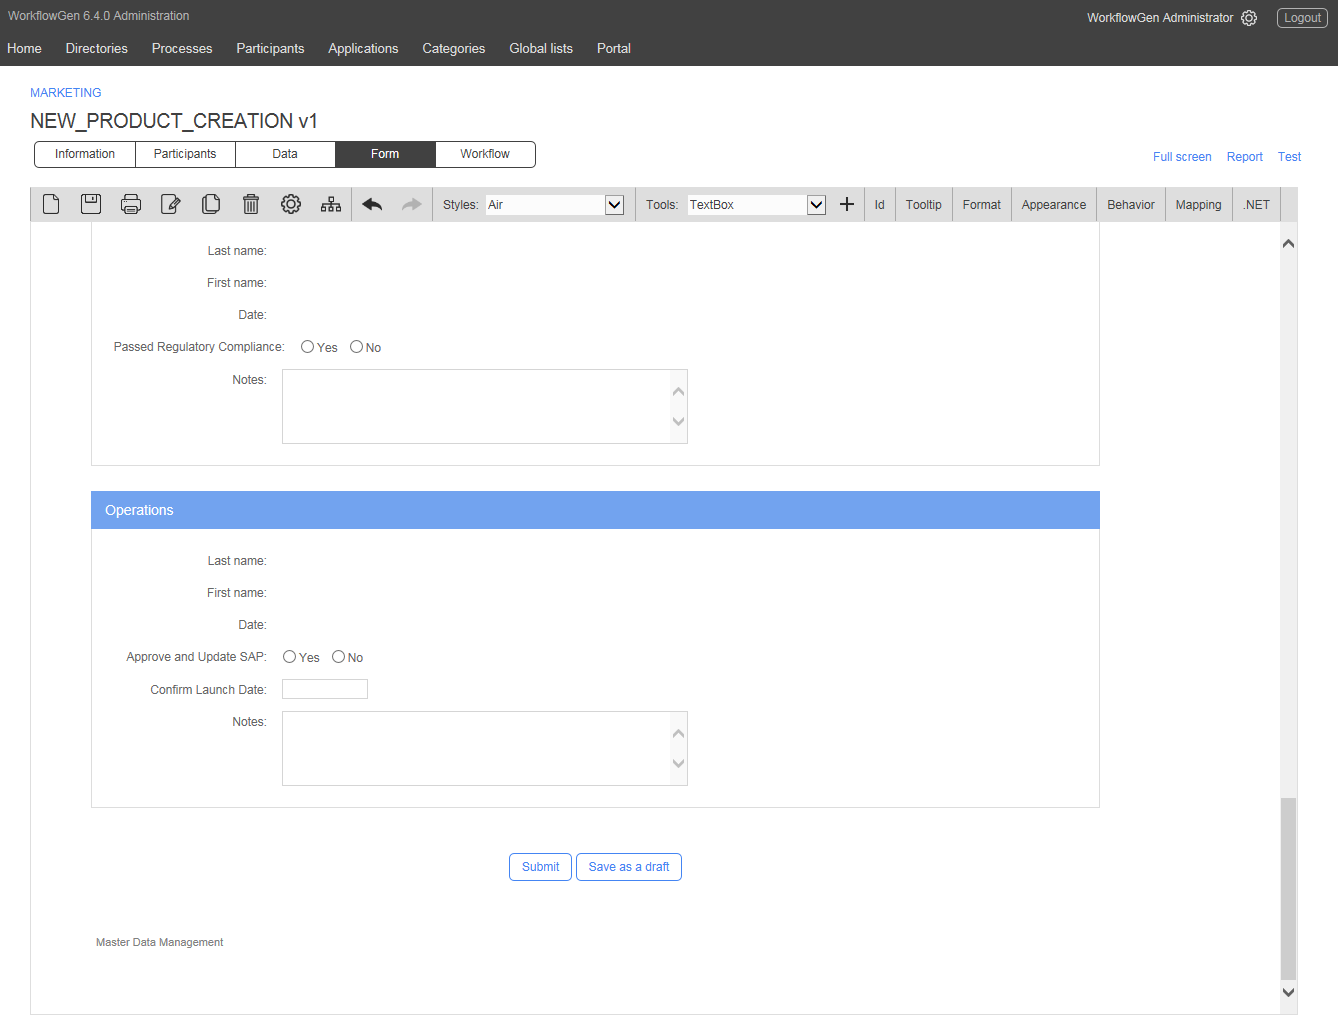 WorkflowGen 6.4.0 Administration
WorkflowGen Administrator Logout
Home Directories Processes Participants Applications Categories Global lists Portal
MARKETING
NEW_PRODUCT_CREATION v1
Information Participants Data Form Workflow
Full screen Report Test
Styles: Air Tools: TextBox Id Tooltip Format Appearance Behavior Mapping .NET
Last name:
First name:
Date:
Passed Regulatory Compliance: Yes No
Notes:
Operations
Last name:
First name:
Date:
Approve and Update SAP: Yes No
Confirm Launch Date:
Notes:
Submit Save as a draft
Master Data Management